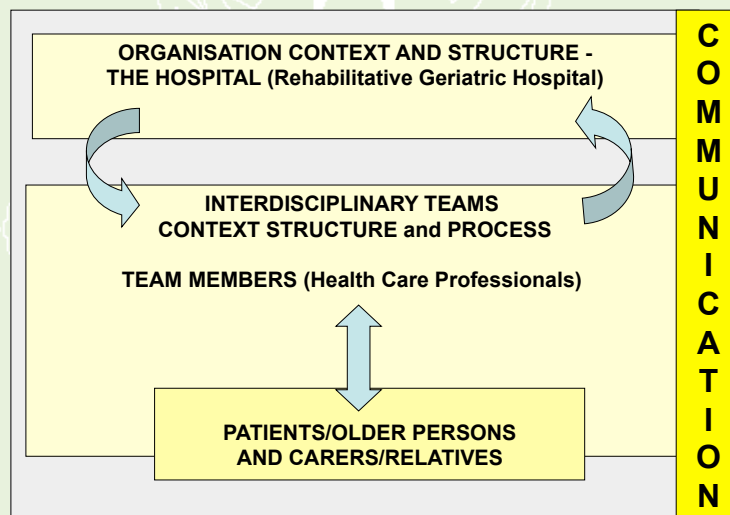 ORGANISATION CONTEXT AND STRUCTURE -
THE HOSPITAL (Rehabilitative Geriatric Hospital)
INTERDISCIPLINARY TEAMS
CONTEXT STRUCTURE and PROCESS
TEAM MEMBERS (Health Care Professionals)
PATIENTS/OLDER PERSONS
AND CARERS/RELATIVES
C
O
M
M
U
N
I
C
A
T
I
O
N